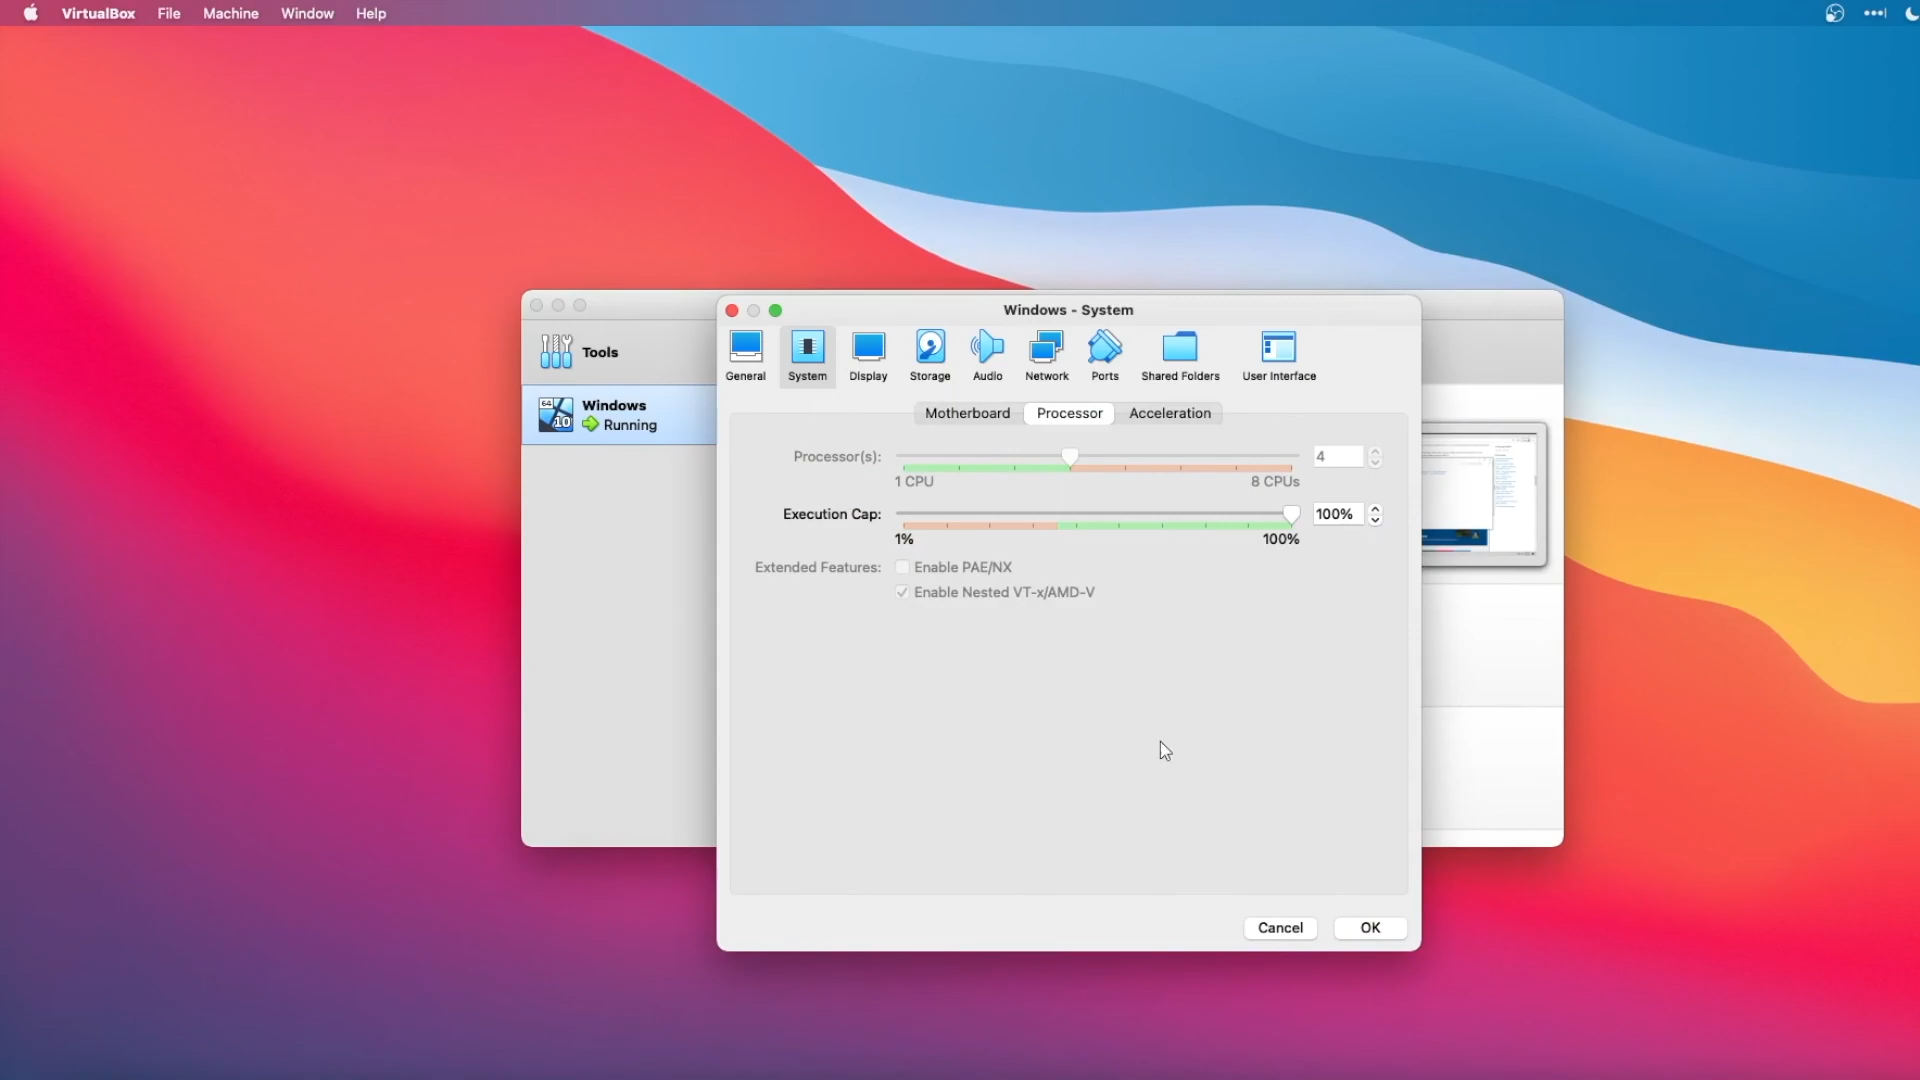 VirtualBox File Machine Window Help
Windows - System
Tools
General System Display Storage Audio Network Ports Shared Folders User Interface
64
10
Windows
Running
Motherboard Processor Acceleration
Processor(s): 4
1 CPU 8 CPUs
Execution Cap: 100%
1% 100%
Extended Features: Enable PAE/NX
Enable Nested VT-x/AMD-V
Cancel OK